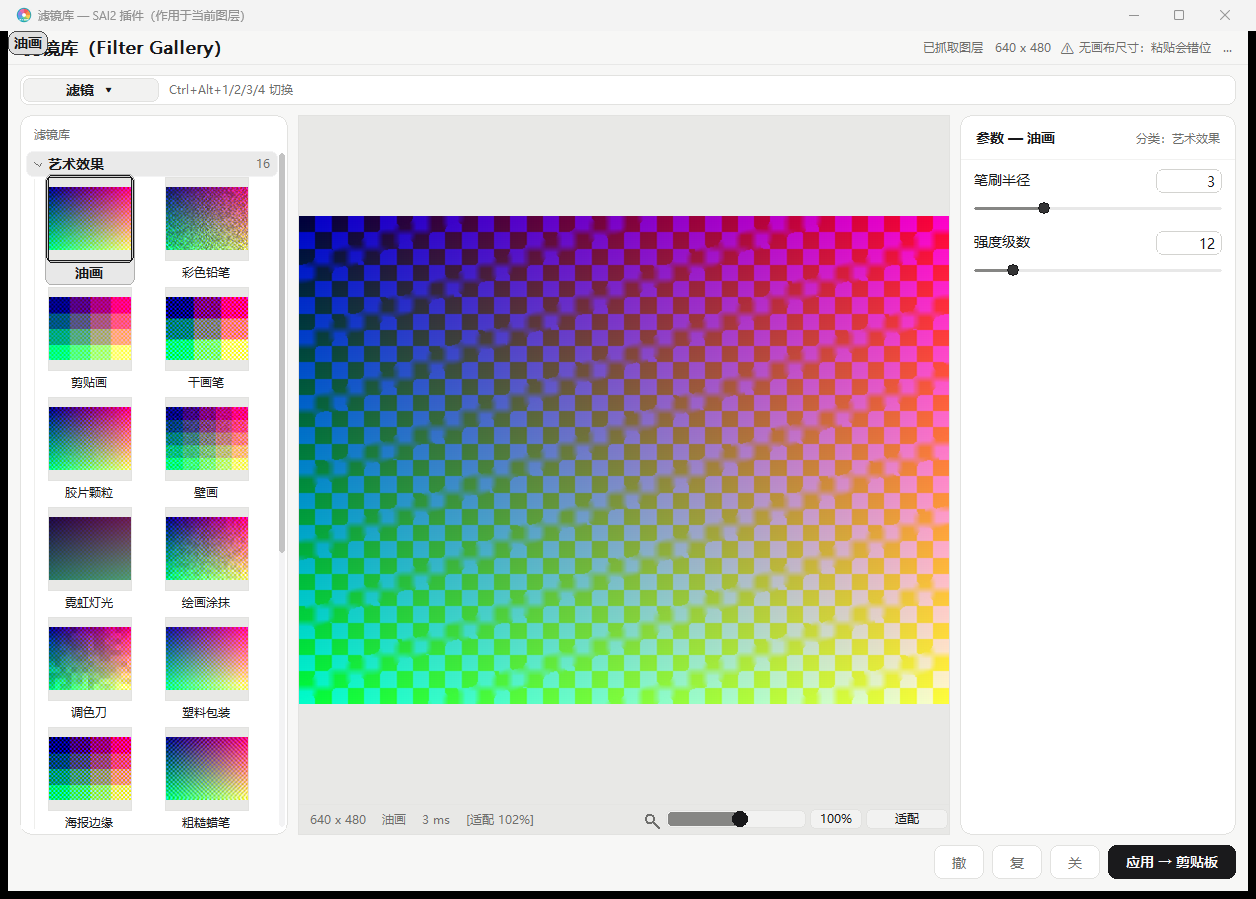 滤镜库 — SAI2 插件（作用于当前图层）
油画
镜库（Filter Gallery）
已抓取图层 640 x 480 ⚠ 无画布尺寸：粘贴会错位 ...
滤镜 ▼ Ctrl+Alt+1/2/3/4 切换
滤镜库
艺术效果 16
油画 彩色铅笔
剪贴画 干画笔
胶片颗粒 壁画
霓虹灯光 绘画涂抹
调色刀 塑料包装
海报边缘 粗糙蜡笔
640 x 480 油画 3 ms [适配 102%]
100% 适配
参数 — 油画 分类：艺术效果
笔刷半径 3
强度级数 12
撤 复 关 应用 → 剪贴板